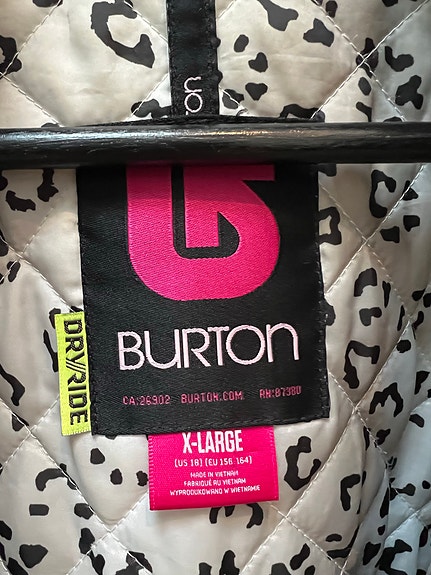 BURTON
DRY//RIDE
CA:26902 BURTON.COM RN:87380
X-LARGE
[US 18] [EU 156-164]
MADE IN VIETNAM
FABRIQUÉ AU VIETNAM
WYPRODUKOWANO W WIETNAMIE